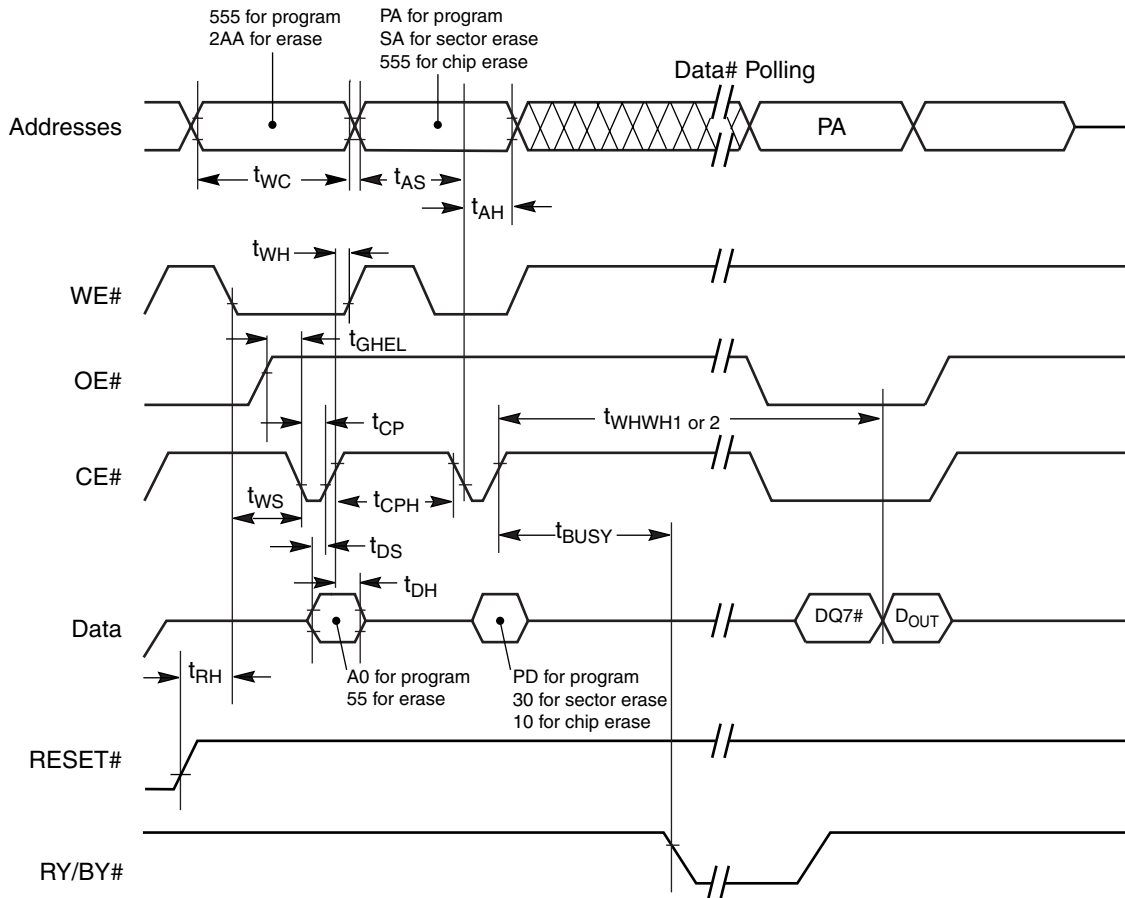 555 for program
2AA for erase
PA for program
SA for sector erase
555 for chip erase
Data# Polling
Addresses
PA
tWC
tAS
tAH
tWH
WE#
tGHEL
OE#
tWHWH1 or 2
tCP
CE#
tWS
tCPH
tBUSY
tDS
tDH
Data
DQ7#
DOUT
tRH
A0 for program
55 for erase
PD for program
30 for sector erase
10 for chip erase
RESET#
RY/BY#